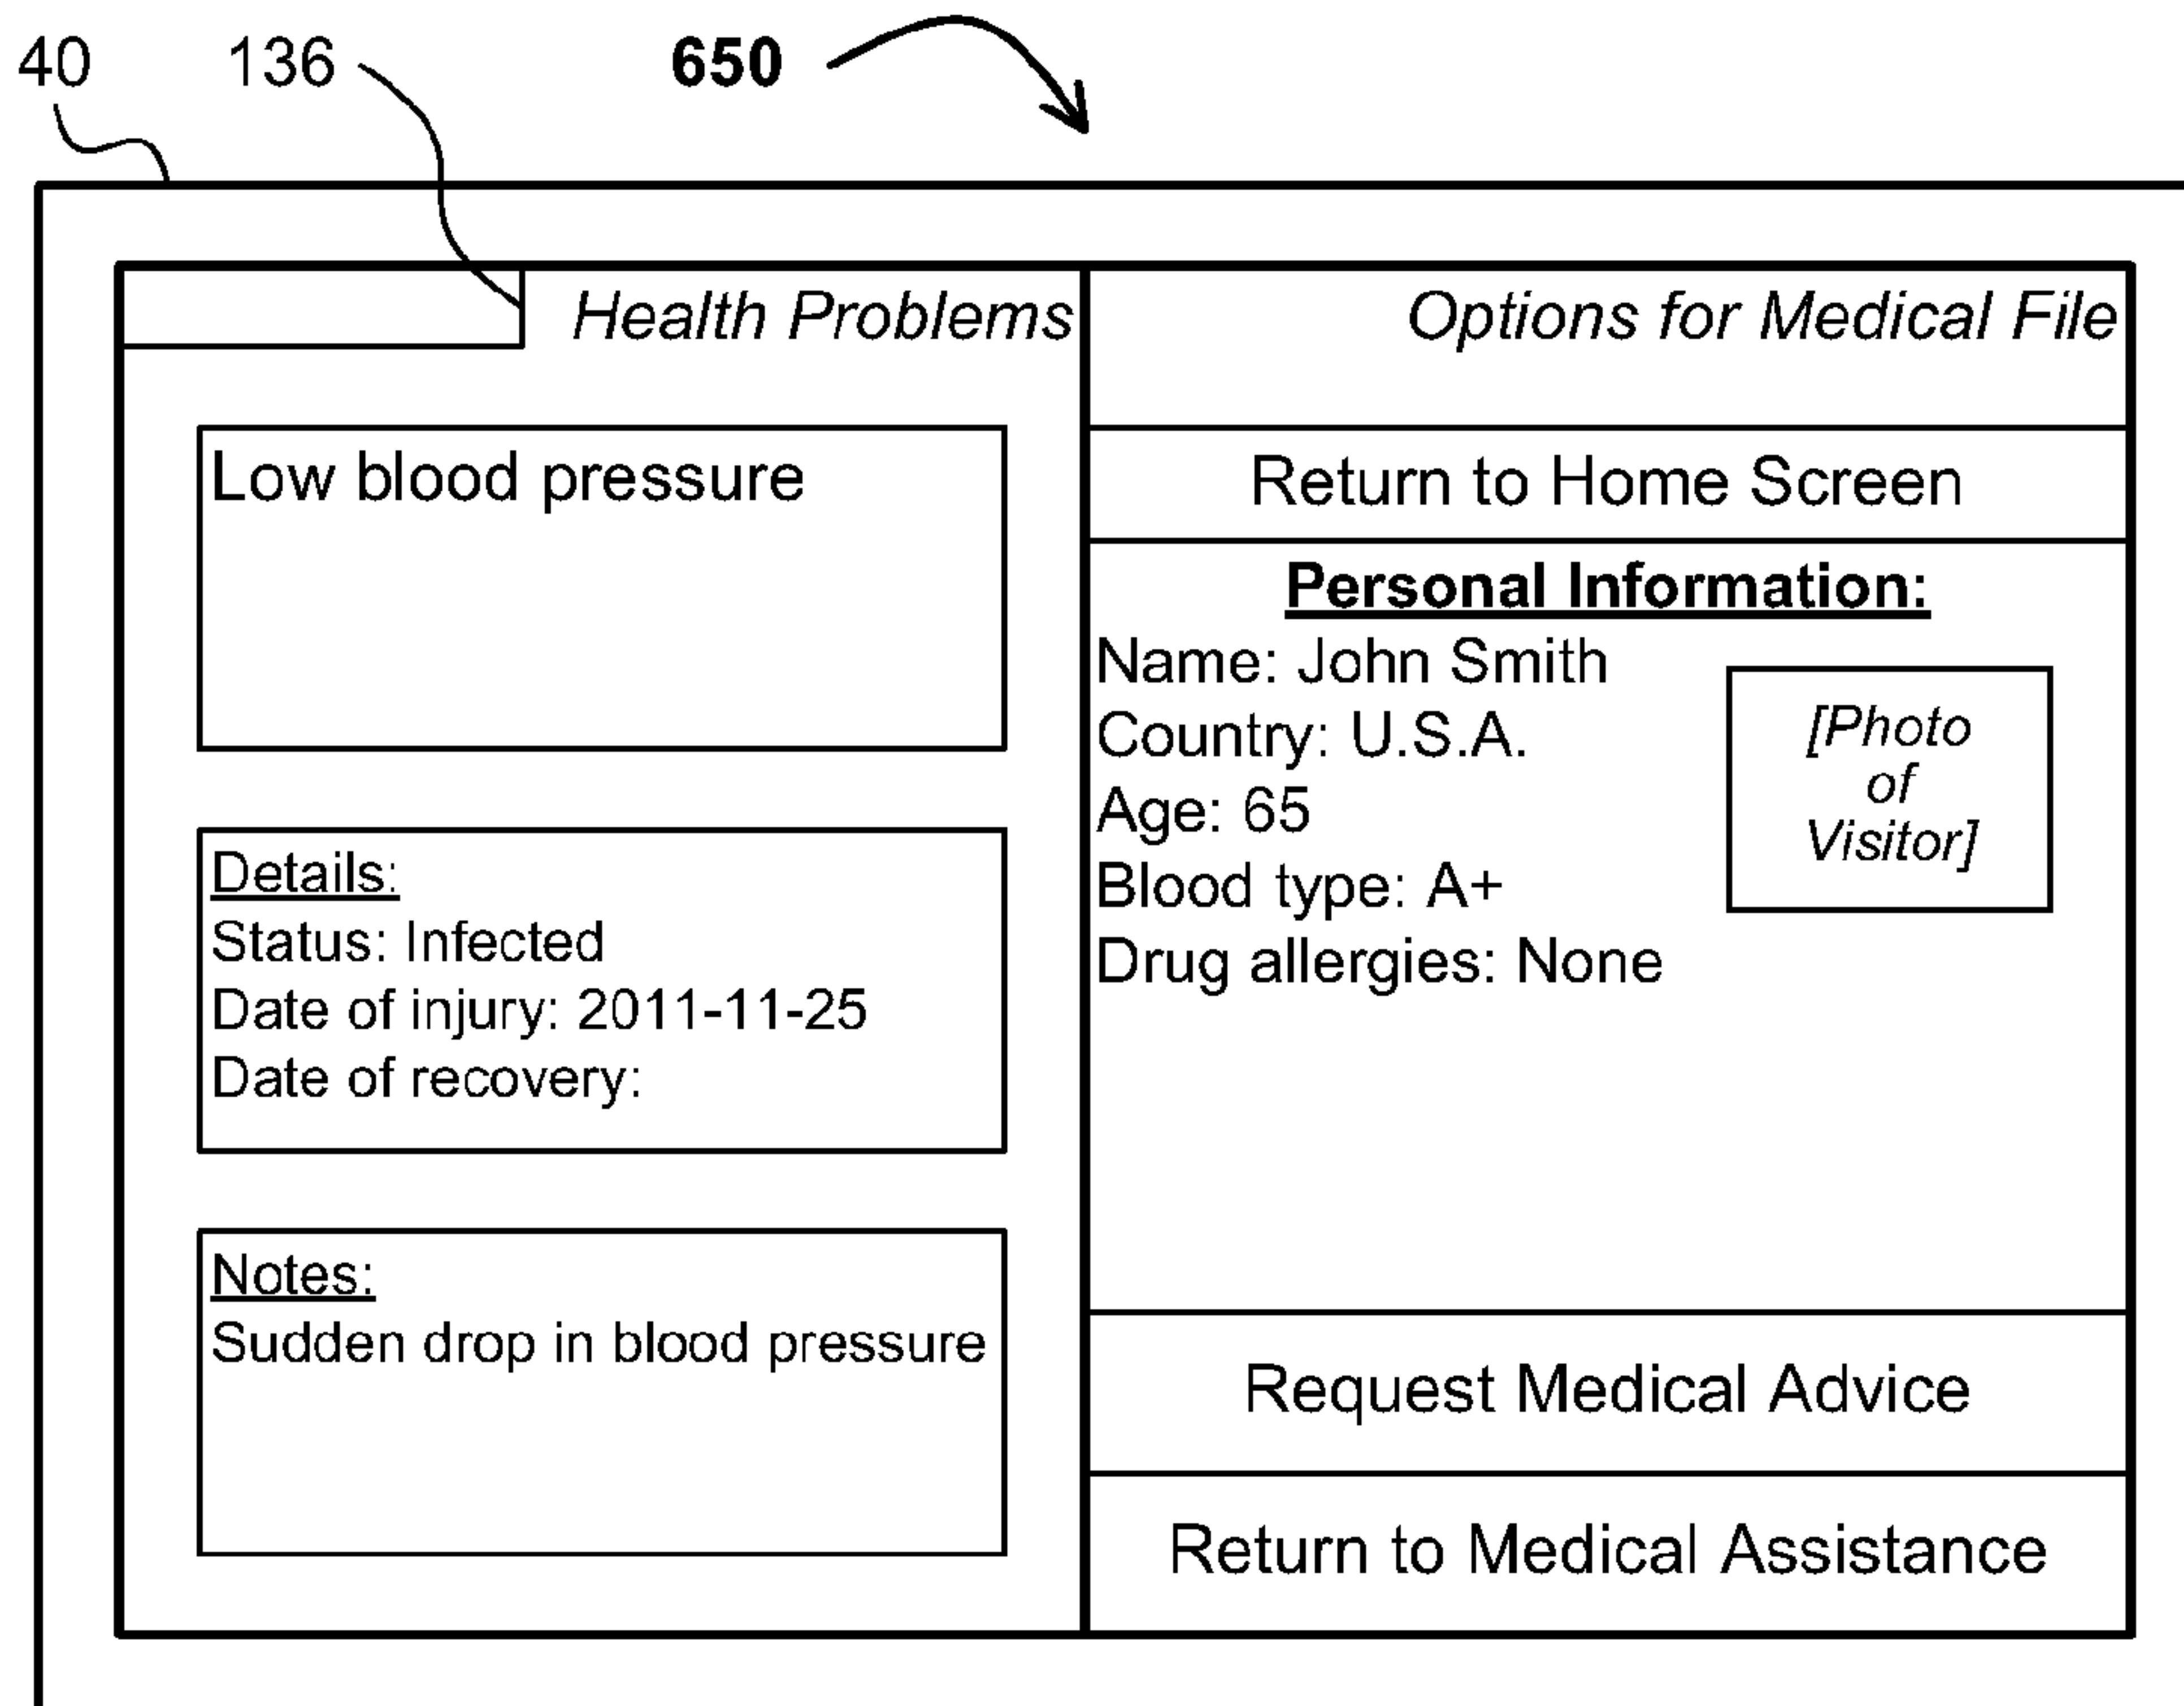 40 136 650
Health Problems
Low blood pressure
Details:
Status: Infected
Date of injury: 2011-11-25
Date of recovery:
Notes:
Sudden drop in blood pressure
Options for Medical File
Return to Home Screen
Personal Information:
Name: John Smith
Country: U.S.A.
Age: 65
Blood type: A+
Drug allergies: None
[Photo
of
Visitor]
Request Medical Advice
Return to Medical Assistance